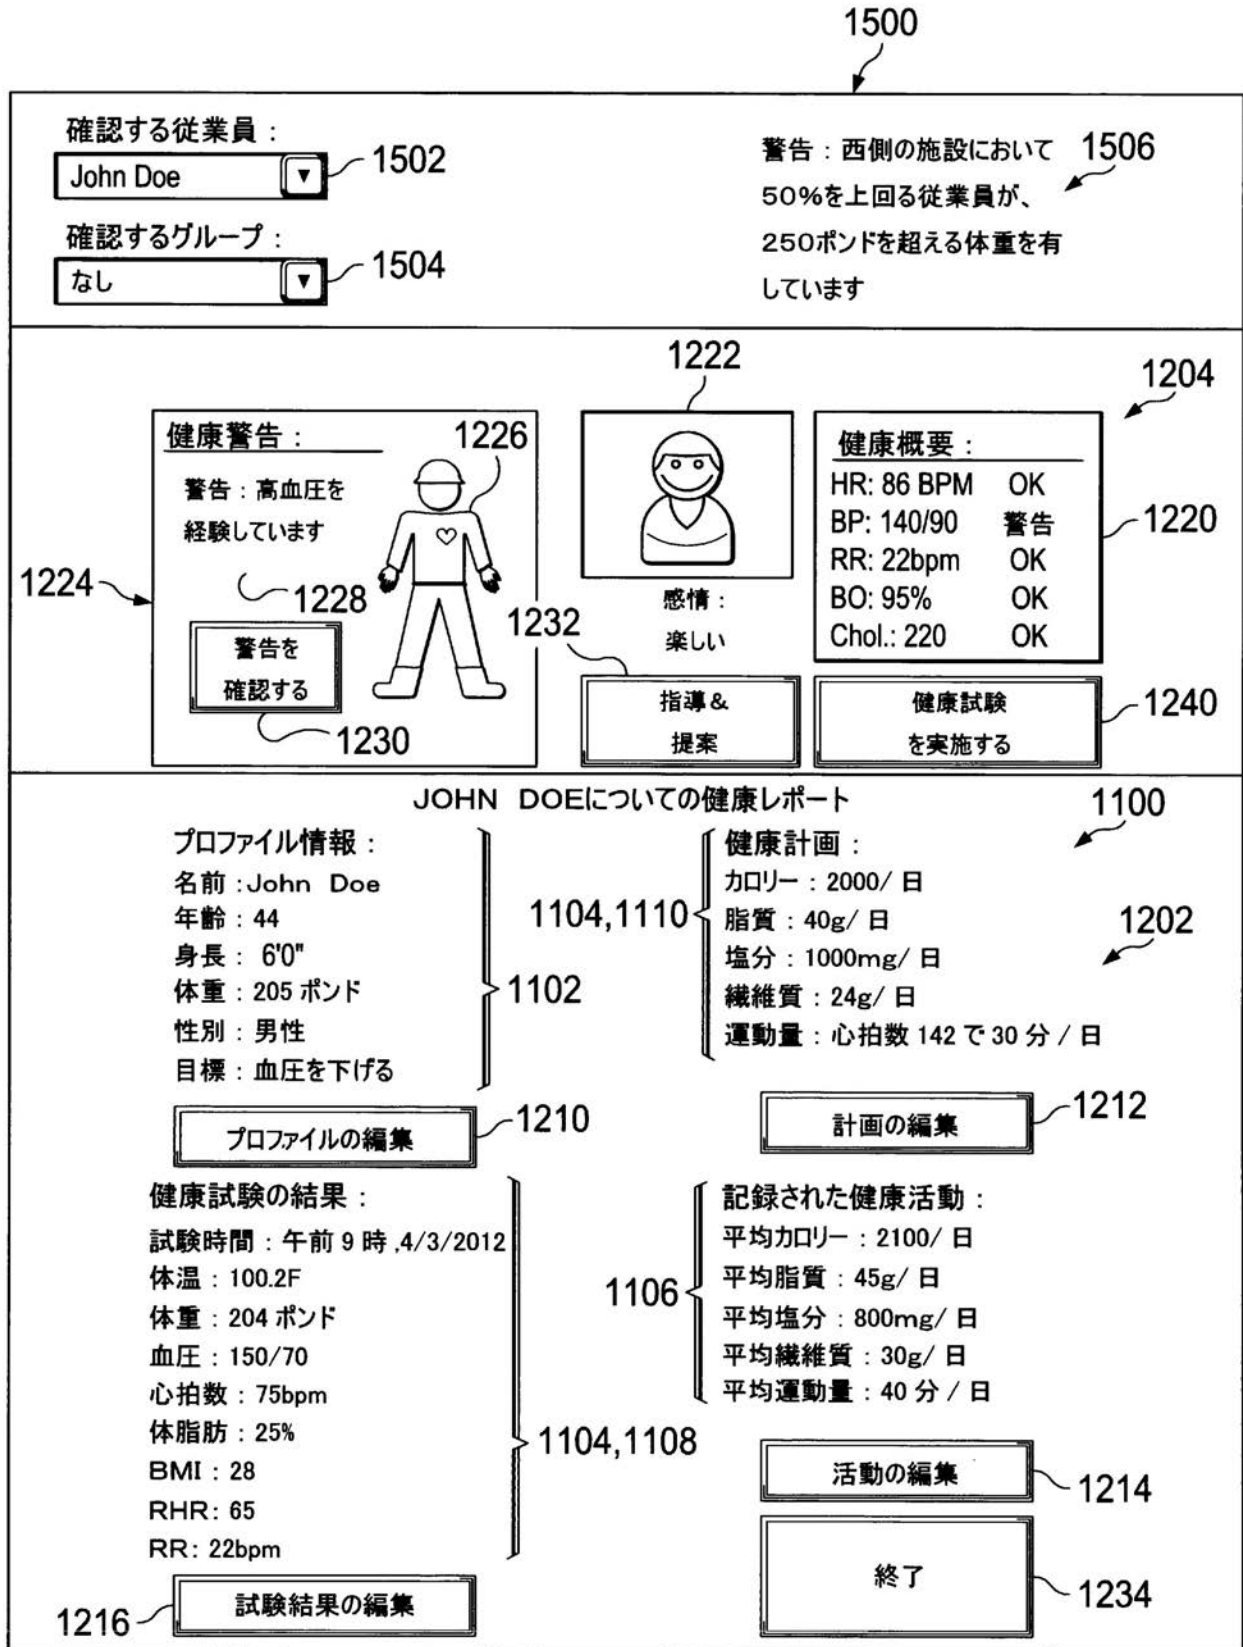 1500
確認する従業員：
John Doe ▼
1502
確認するグループ：
なし ▼
1504
警告：西側の施設において
50%を上回る従業員が、
250ポンドを超える体重を有
しています
1506
1204
1224
健康警告：
警告：高血圧を
経験しています
1226
1228
警告を
確認する
1230
1222
感情：
楽しい
1232
指導＆
提案
健康概要：
HR: 86 BPM OK
BP: 140/90 警告
RR: 22bpm OK
BO: 95% OK
Chol.: 220 OK
1220
健康試験
を実施する
1240
JOHN DOEについての健康レポート
1100
1202
プロファイル情報：
名前：John Doe
年齢：44
身長：6'0"
体重：205 ポンド
性別：男性
目標：血圧を下げる
1102
プロファイルの編集
1210
1104,1110
健康計画：
カロリー：2000/ 日
脂質：40g/ 日
塩分：1000mg/ 日
繊維質：24g/ 日
運動量：心拍数 142 で 30 分 / 日
計画の編集
1212
健康試験の結果：
試験時間：午前 9 時 ,4/3/2012
体温：100.2F
体重：204 ポンド
血圧：150/70
心拍数：75bpm
体脂肪：25%
BMI：28
RHR: 65
RR: 22bpm
1104,1108
試験結果の編集
1216
1106
記録された健康活動：
平均カロリー：2100/ 日
平均脂質：45g/ 日
平均塩分：800mg/ 日
平均繊維質：30g/ 日
平均運動量：40 分 / 日
活動の編集
1214
終了
1234